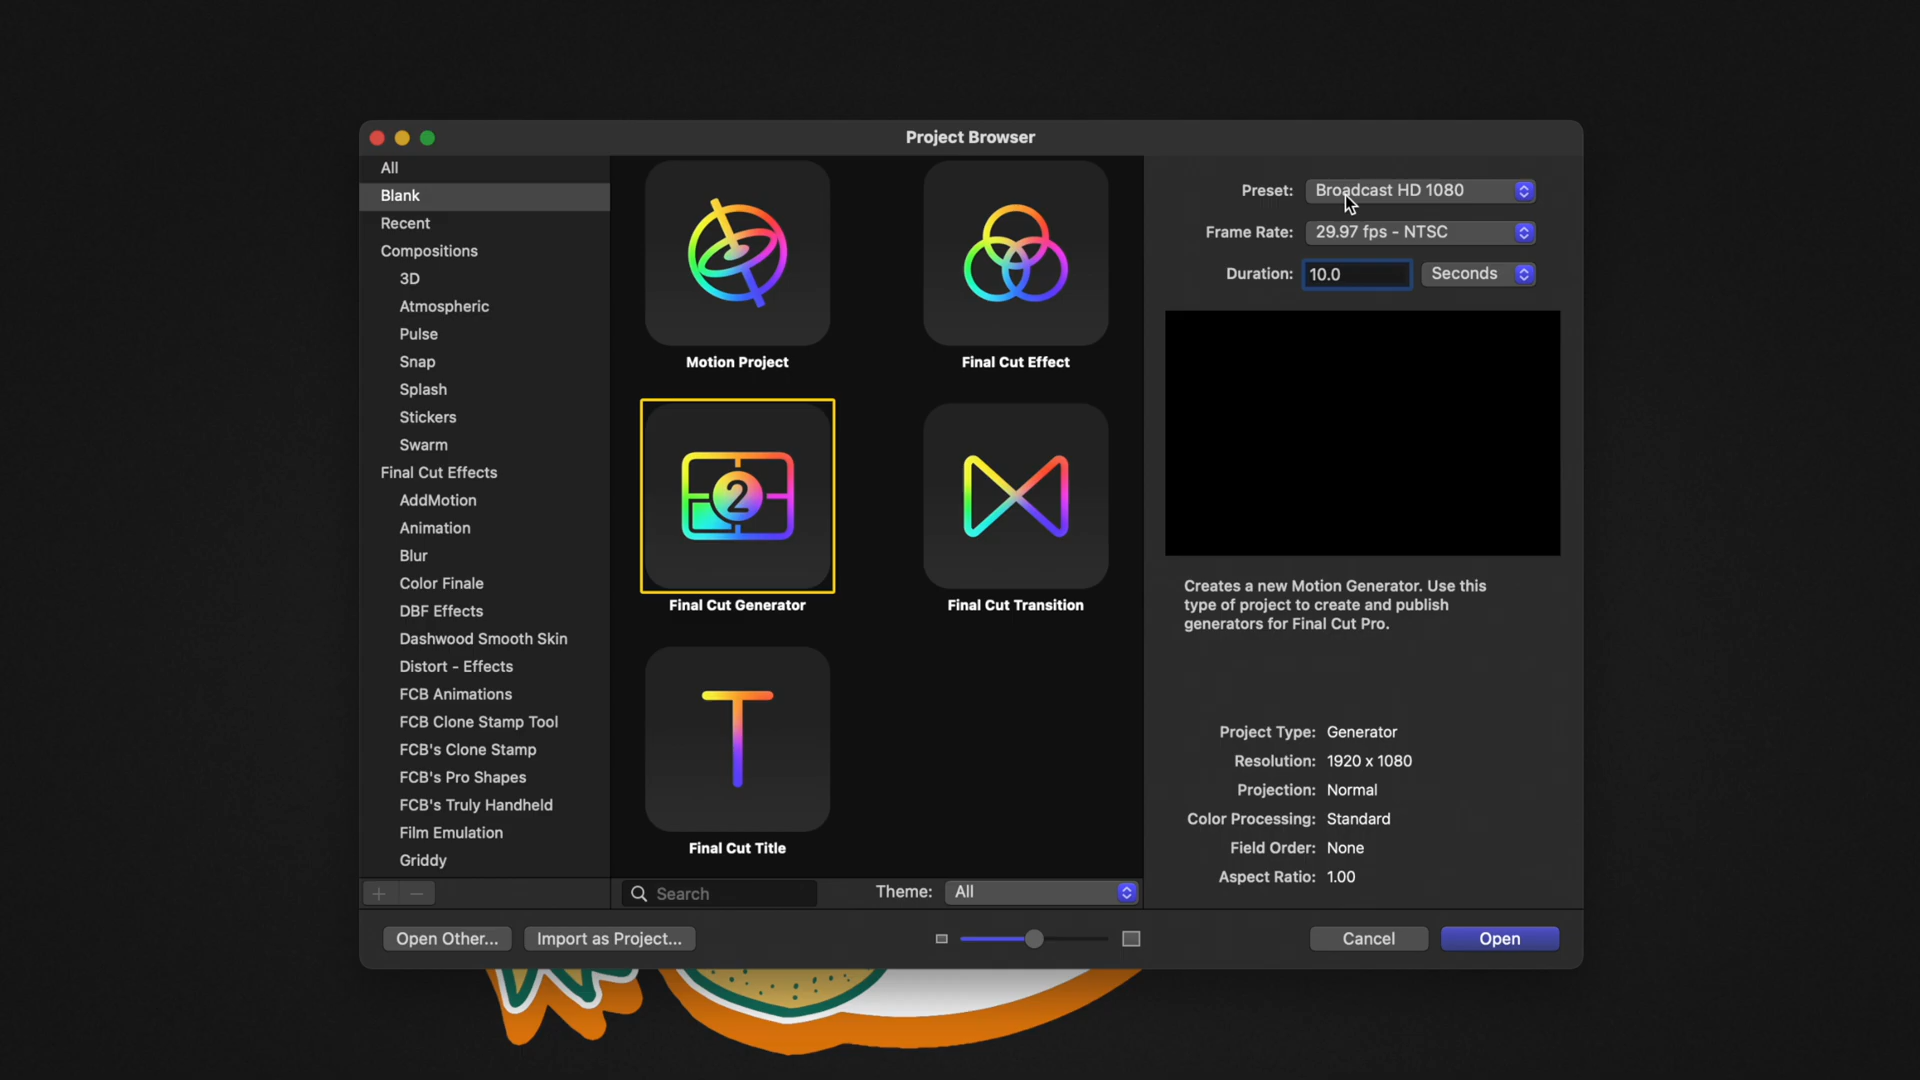 Project Browser
All
Blank
Recent
Compositions
3D
Atmospheric
Pulse
Snap
Splash
Stickers
Swarm
Final Cut Effects
AddMotion
Animation
Blur
Color Finale
DBF Effects
Dashwood Smooth Skin
Distort - Effects
FCB Animations
FCB Clone Stamp Tool
FCB's Clone Stamp
FCB's Pro Shapes
FCB's Truly Handheld
Film Emulation
Griddy
Motion Project
Final Cut Effect
2
Final Cut Generator
Final Cut Transition
T
Final Cut Title
Search
Theme: All
Preset: Broadcast HD 1080
Frame Rate: 29.97 fps - NTSC
Duration: 10.0 Seconds
Creates a new Motion Generator. Use this
type of project to create and publish
generators for Final Cut Pro.
Project Type: Generator
Resolution: 1920 x 1080
Projection: Normal
Color Processing: Standard
Field Order: None
Aspect Ratio: 1.00
Open Other...
Import as Project...
Cancel
Open